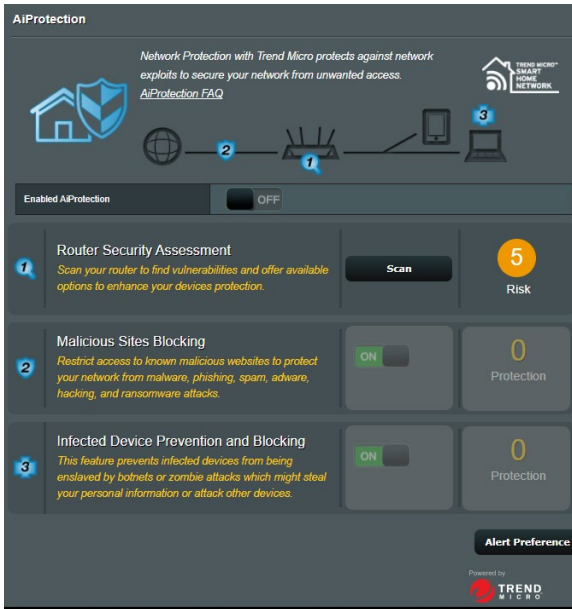 AiProtection
Network Protection with Trend Micro protects against network
exploits to secure your network from unwanted access.
AiProtection FAQ
TREND MICRO™
SMART
HOME
NETWORK
3
2
1
Enabled AiProtection
OFF
1
Router Security Assessment
Scan your router to find vulnerabilities and offer available
options to enhance your devices protection.
Scan
5
Risk
2
Malicious Sites Blocking
Restrict access to known malicious websites to protect
your network from malware, phishing, spam, adware,
hacking, and ransomware attacks.
ON
0
Protection
3
Infected Device Prevention and Blocking
This feature prevents infected devices from being
enslaved by botnets or zombie attacks which might steal
your personal information or attack other devices.
ON
0
Protection
Alert Preference
Powered by
TREND
MICRO